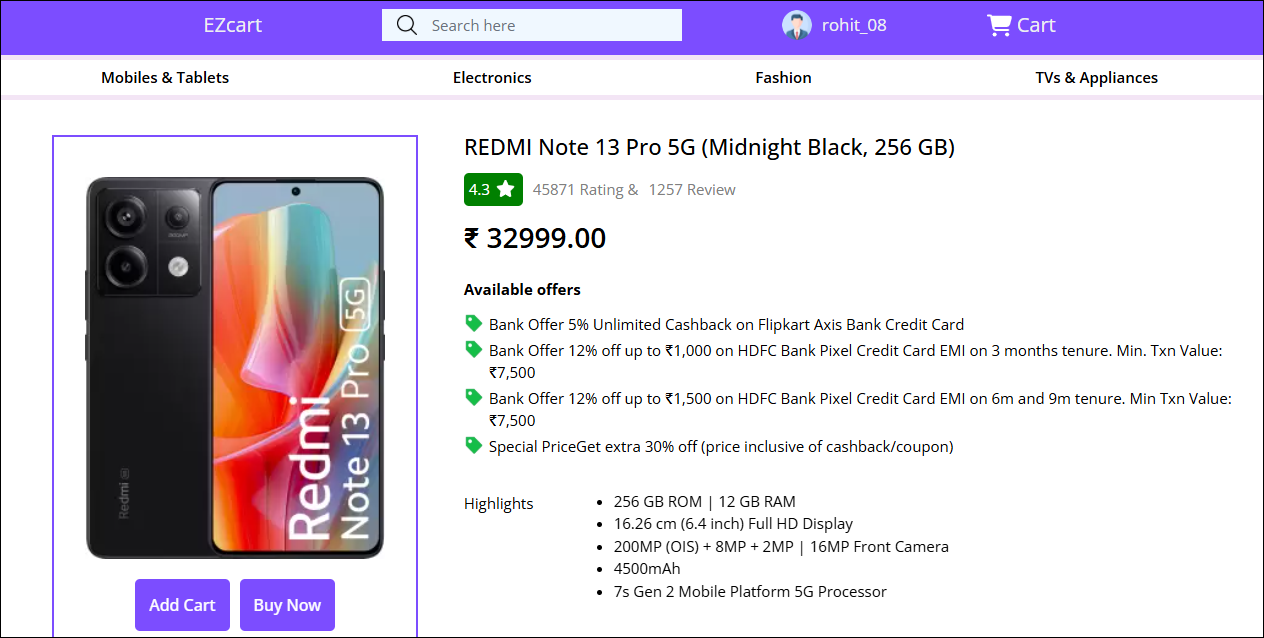 EZcart
Search here
rohit_08
Cart
Mobiles & Tablets
Electronics
Fashion
TVs & Appliances
REDMI Note 13 Pro 5G (Midnight Black, 256 GB)
4.3
45871 Rating & 1257 Review
₹ 32999.00
Available offers
Bank Offer 5% Unlimited Cashback on Flipkart Axis Bank Credit Card
Bank Offer 12% off up to ₹1,000 on HDFC Bank Pixel Credit Card EMI on 3 months tenure. Min. Txn Value:
₹7,500
Bank Offer 12% off up to ₹1,500 on HDFC Bank Pixel Credit Card EMI on 6m and 9m tenure. Min Txn Value:
₹7,500
Special PriceGet extra 30% off (price inclusive of cashback/coupon)
Highlights
256 GB ROM | 12 GB RAM
16.26 cm (6.4 inch) Full HD Display
200MP (OIS) + 8MP + 2MP | 16MP Front Camera
4500mAh
7s Gen 2 Mobile Platform 5G Processor
Redmi
Redmi
Note 13 Pro 5G
Add Cart
Buy Now